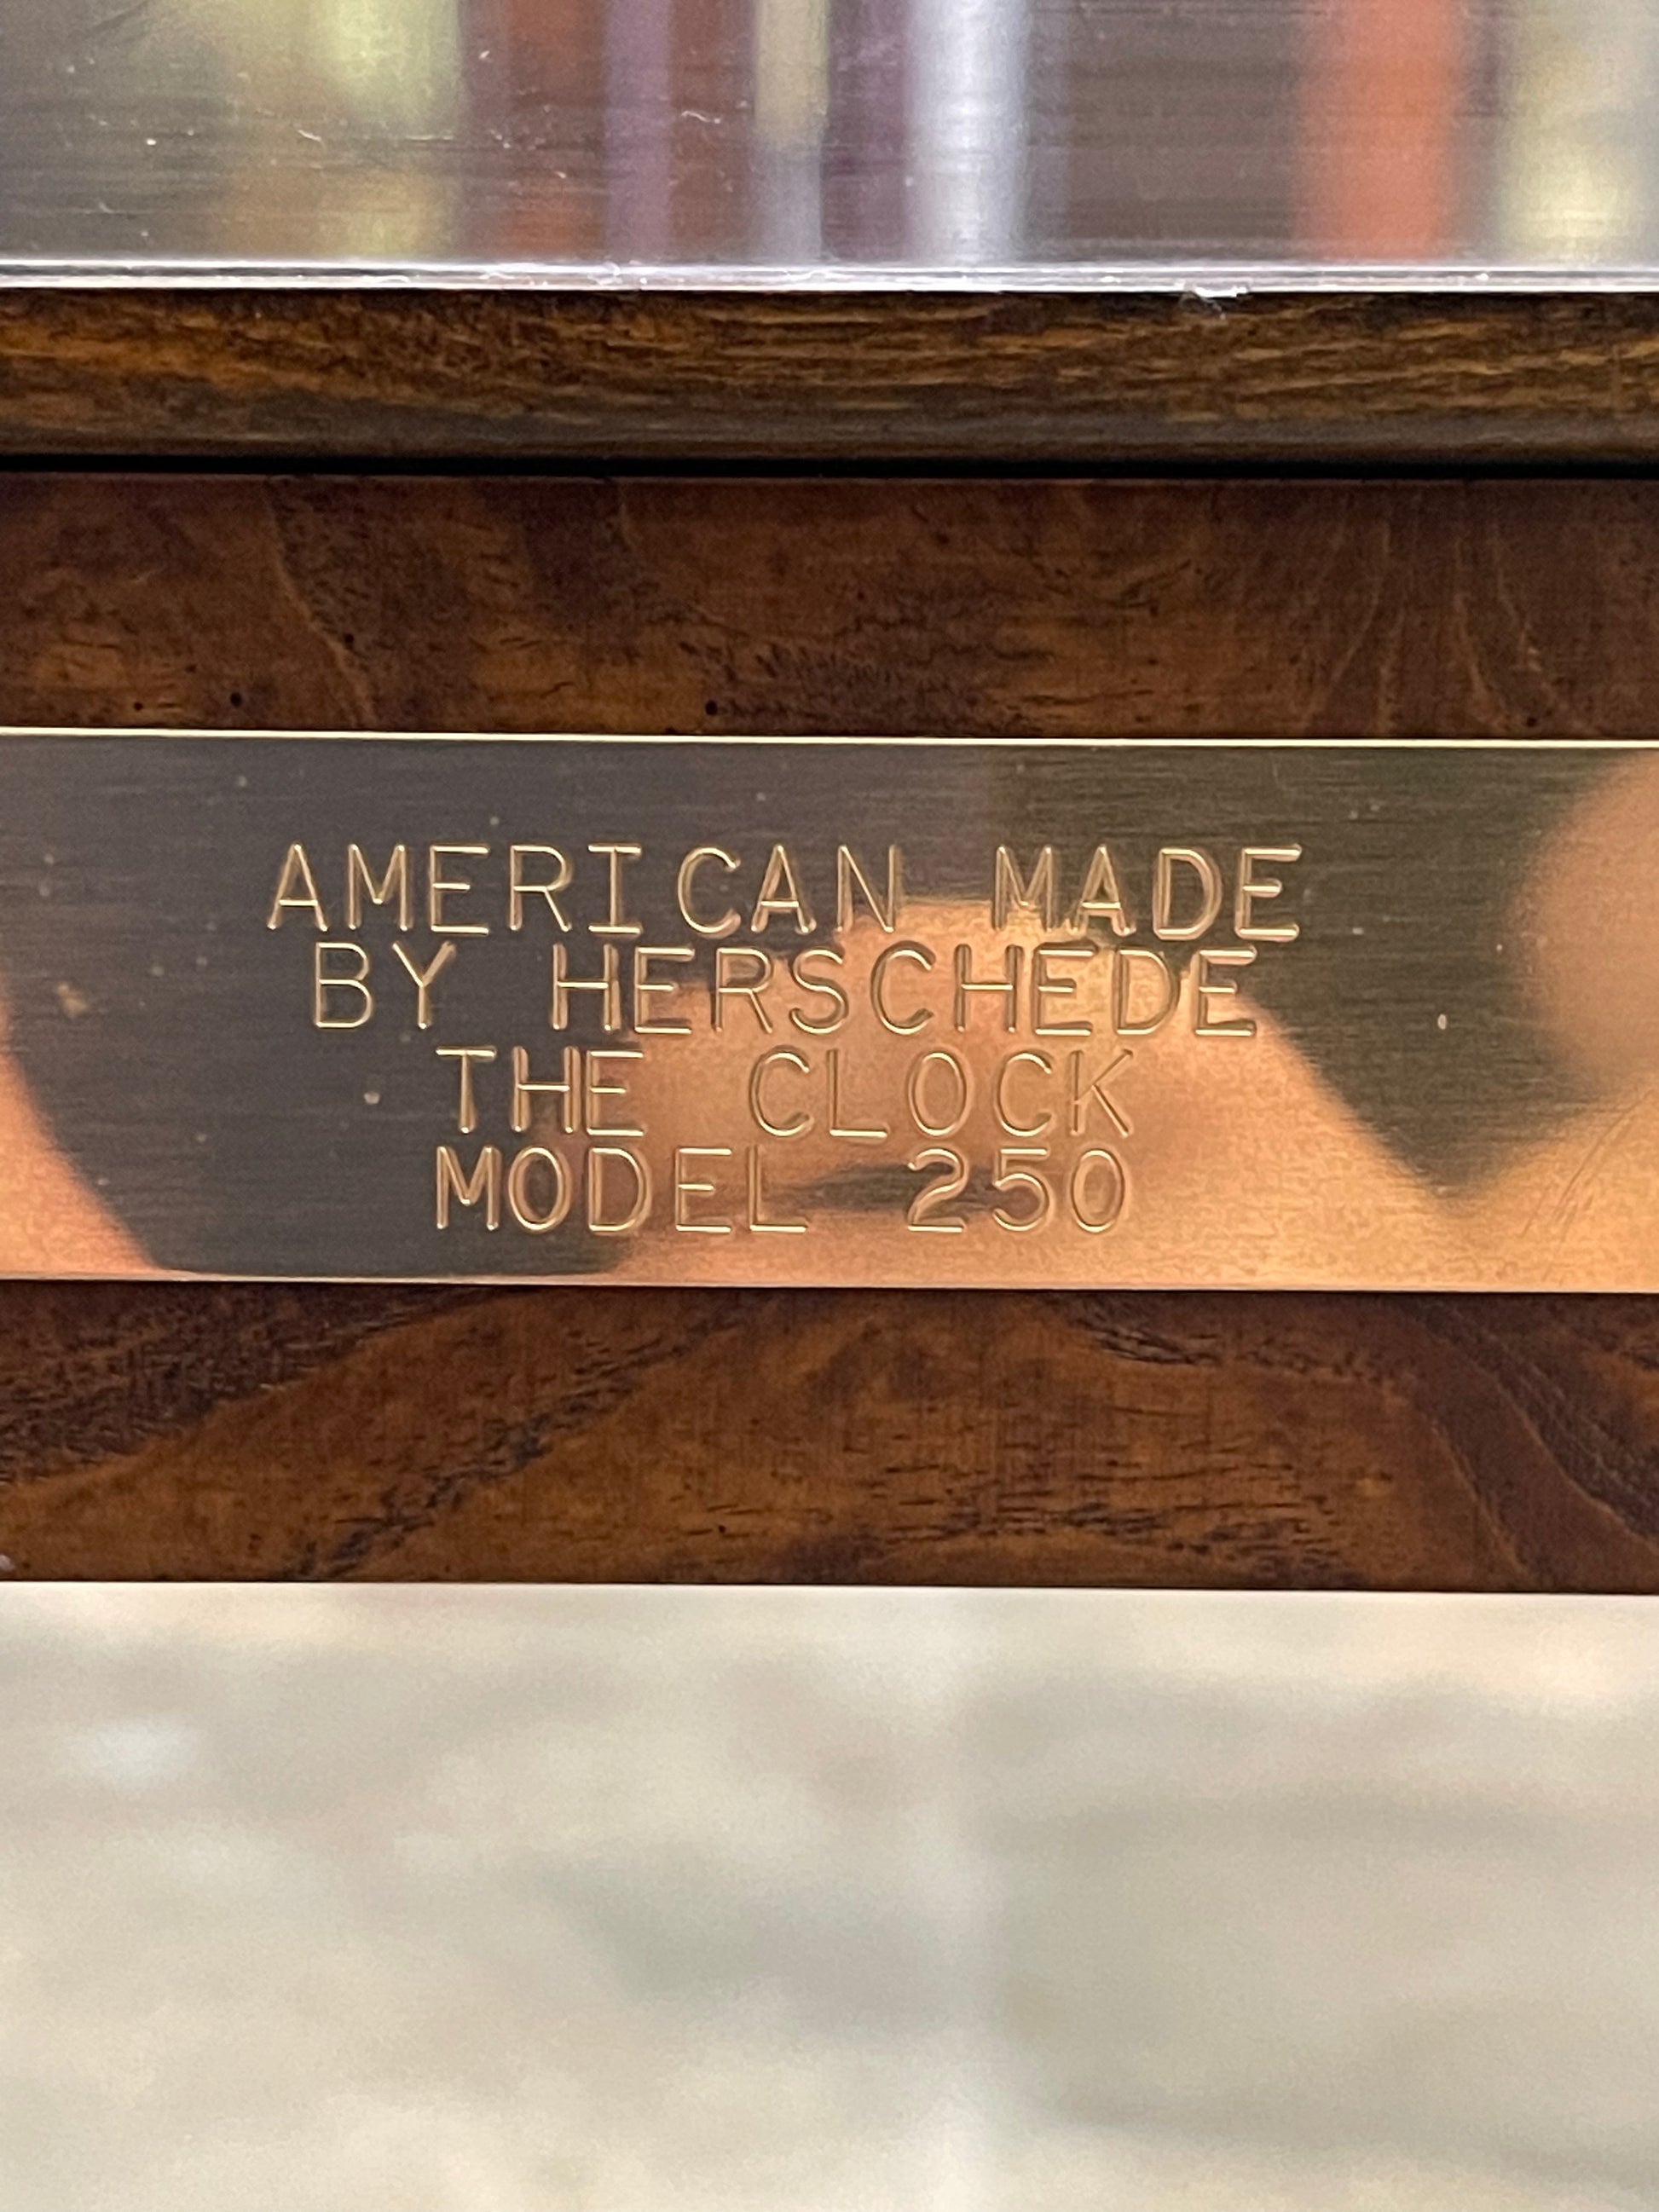 AMERICAN MADE
BY HERSCHEDE
THE CLOCK
MODEL 250